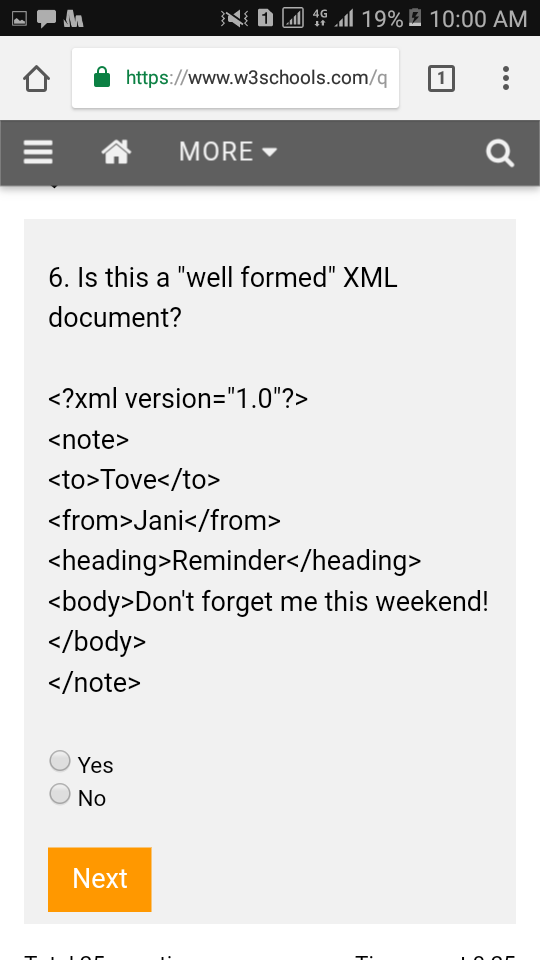 1 4G 19% 10:00 AM
https://www.w3schools.com/q 1
MORE
6. Is this a "well formed" XML
document?
<?xml version="1.0"?>
<note>
<to>Tove</to>
<from>Jani</from>
<heading>Reminder</heading>
<body>Don't forget me this weekend!
</body>
</note>
Yes
No
Next